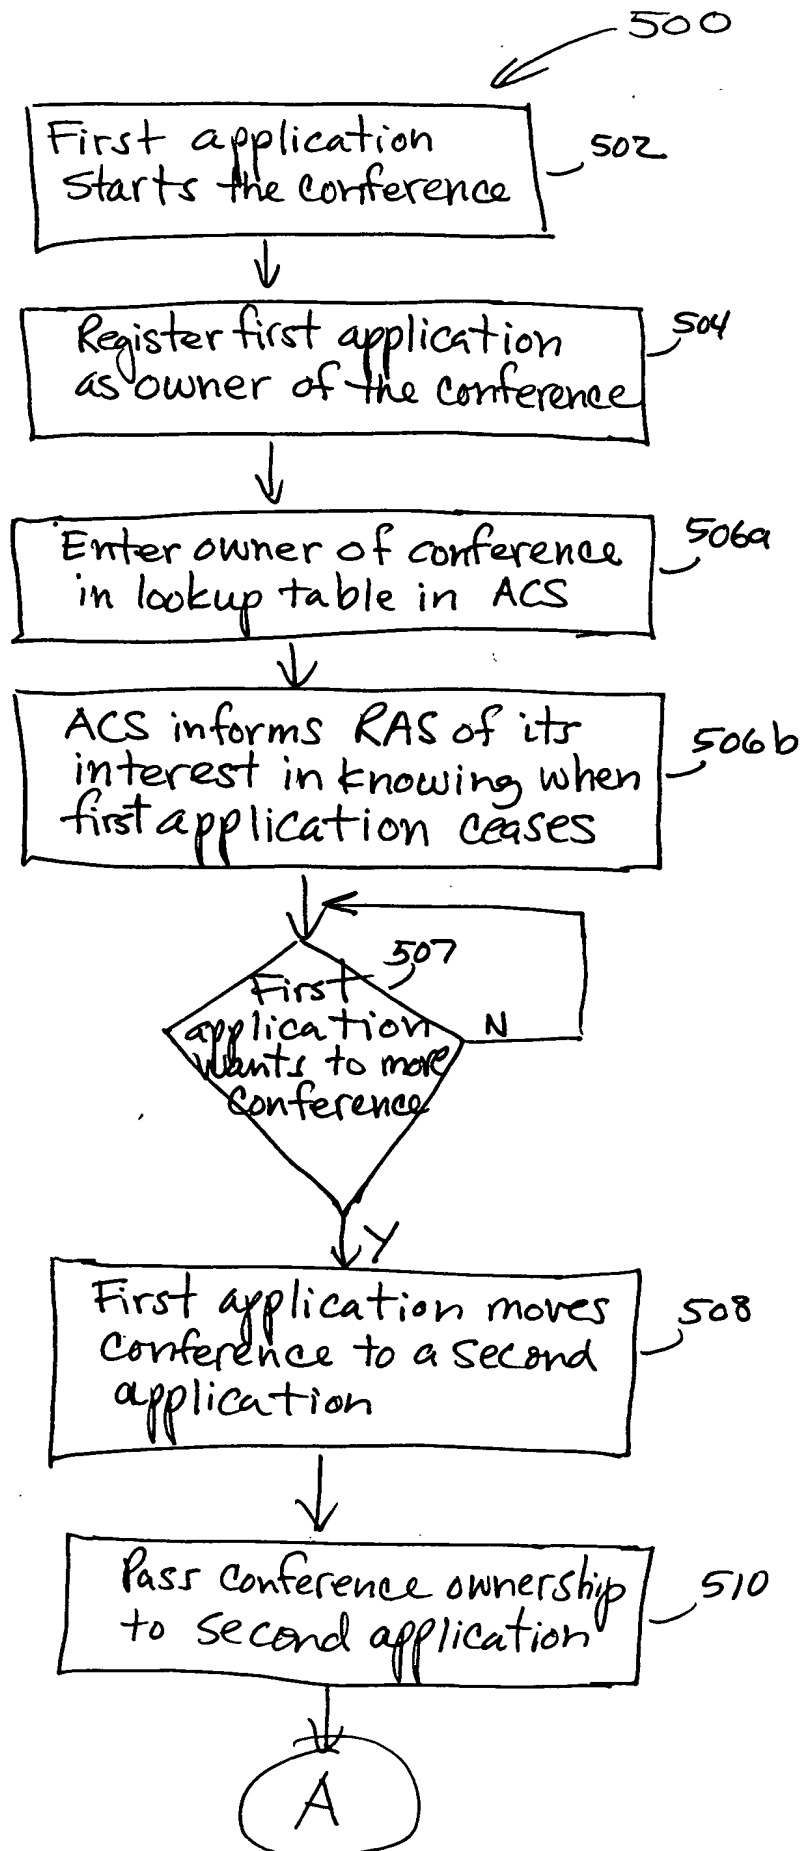 500
First application
starts the conference
502
Register first application
as owner of the conference
504
Enter owner of conference
in lookup table in ACS
506a
ACS informs RAS of its
interest in knowing when
first application ceases
506b
507
First
application
wants to move
conference
N
Y
First application moves
conference to a second
application
508
Pass conference ownership
to second application
510
A